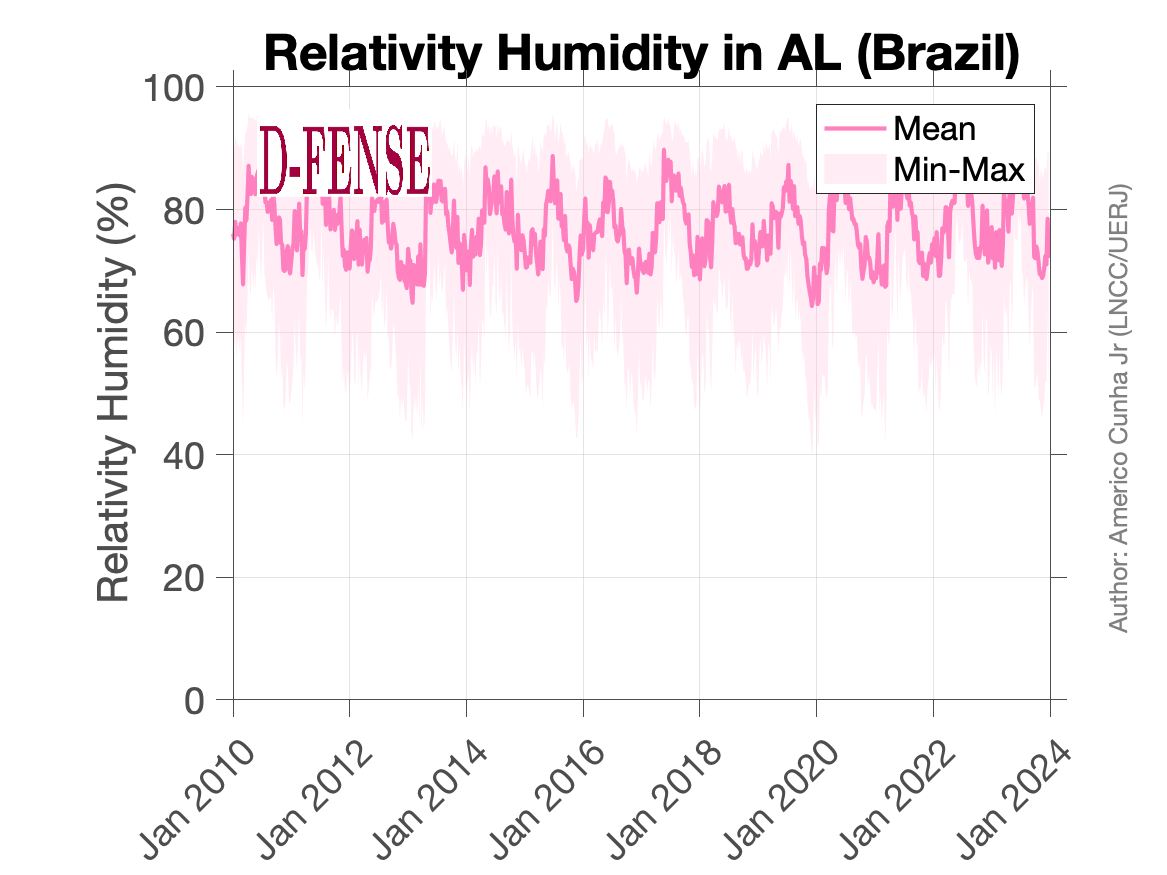 Relativity Humidity in AL (Brazil)
D-FENSE
Mean
Min-Max
Relativity Humidity (%)
100
80
60
40
20
0
Jan 2010
Jan 2012
Jan 2014
Jan 2016
Jan 2018
Jan 2020
Jan 2022
Jan 2024
Author: Americo Cunha Jr (LNCC/UERJ)